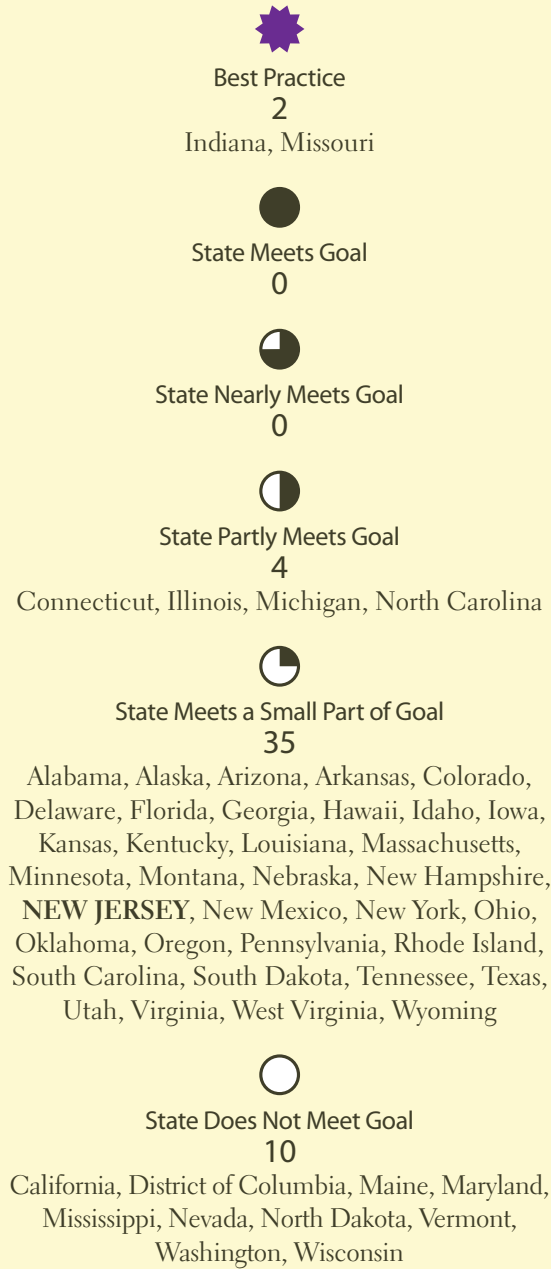 Best Practice
2
Indiana, Missouri
State Meets Goal
0
State Nearly Meets Goal
0
State Partly Meets Goal
4
Connecticut, Illinois, Michigan, North Carolina
State Meets a Small Part of Goal
35
Alabama, Alaska, Arizona, Arkansas, Colorado,
Delaware, Florida, Georgia, Hawaii, Idaho, Iowa,
Kansas, Kentucky, Louisiana, Massachusetts,
Minnesota, Montana, Nebraska, New Hampshire,
NEW JERSEY, New Mexico, New York, Ohio,
Oklahoma, Oregon, Pennsylvania, Rhode Island,
South Carolina, South Dakota, Tennessee, Texas,
Utah, Virginia, West Virginia, Wyoming
State Does Not Meet Goal
10
California, District of Columbia, Maine, Maryland,
Mississippi, Nevada, North Dakota, Vermont,
Washington, Wisconsin